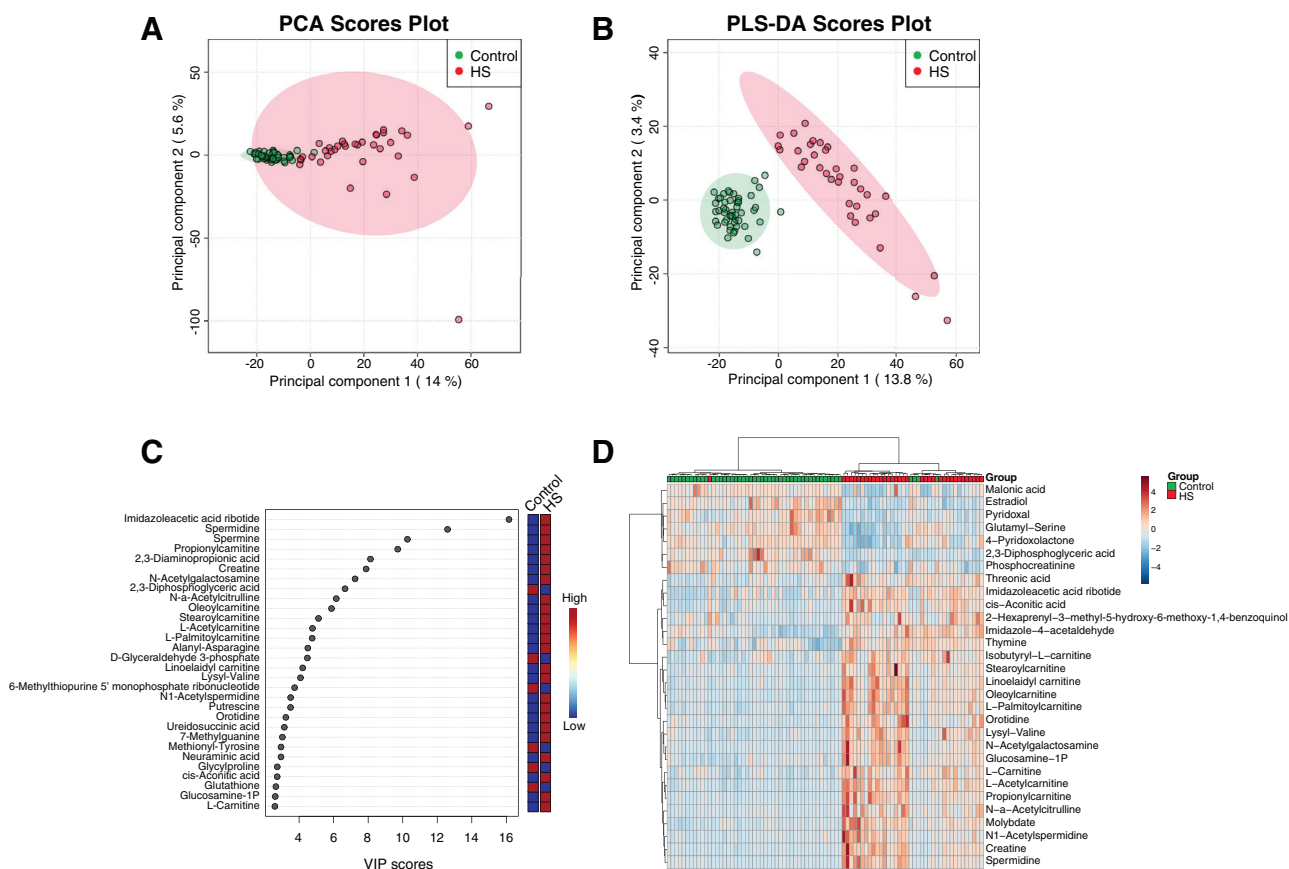 A
PCA Scores Plot
Control
HS
50
0
-50
-100
-20
0
20
40
60
Principal component 2 ( 5.6 %)
Principal component 1 ( 14 %)
B
PLS-DA Scores Plot
Control
HS
40
20
0
-20
-40
-20
0
20
40
60
Principal component 2 ( 3.4 %)
Principal component 1 ( 13.8 %)
C
Control
HS
Imidazoleacetic acid ribotide
Spermidine
Spermine
Propionylcarnitine
2,3-Diaminopropionic acid
Creatine
N-Acetylgalactosamine
2,3-Diphosphoglyceric acid
N-a-Acetylcitrulline
Oleoylcarnitine
Stearoylcarnitine
L-Acetylcarnitine
L-Palmitoylcarnitine
Alanyl-Asparagine
D-Glyceraldehyde 3-phosphate
Linoelaidyl carnitine
Lysyl-Valine
6-Methylthiopurine 5' monophosphate ribonucleotide
N1-Acetylspermidine
Putrescine
Orotidine
Ureidosuccinic acid
7-Methylguanine
Methionyl-Tyrosine
Neuraminic acid
Glycylproline
cis-Aconitic acid
Glutathione
Glucosamine-1P
L-Carnitine
4
6
8
10
12
14
16
VIP scores
High
Low
D
Group
Malonic acid
Estradiol
Pyridoxal
Glutamyl-Serine
4-Pyridoxolactone
2,3-Diphosphoglyceric acid
Phosphocreatinine
Threonic acid
Imidazoleacetic acid ribotide
cis-Aconitic acid
2-Hexaprenyl-3-methyl-5-hydroxy-6-methoxy-1,4-benzoquinol
Imidazole-4-acetaldehyde
Thymine
Isobutyryl-L-carnitine
Stearoylcarnitine
Linoelaidyl carnitine
Oleoylcarnitine
L-Palmitoylcarnitine
Orotidine
Lysyl-Valine
N-Acetylgalactosamine
Glucosamine-1P
L-Carnitine
L-Acetylcarnitine
Propionylcarnitine
N-a-Acetylcitrulline
Molybdate
N1-Acetylspermidine
Creatine
Spermidine
4
2
0
-2
-4
Group
Control
HS